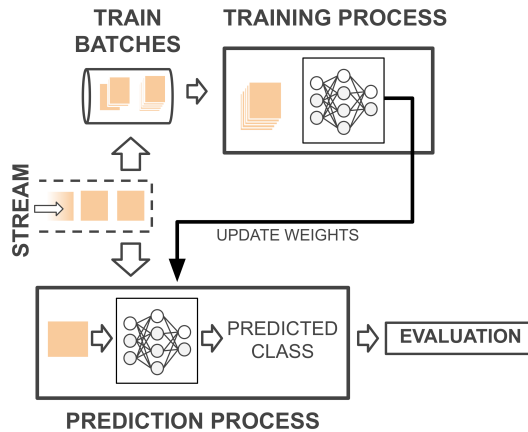 TRAIN
BATCHES
TRAINING PROCESS
STREAM
UPDATE WEIGHTS
PREDICTED
CLASS
EVALUATION
PREDICTION PROCESS